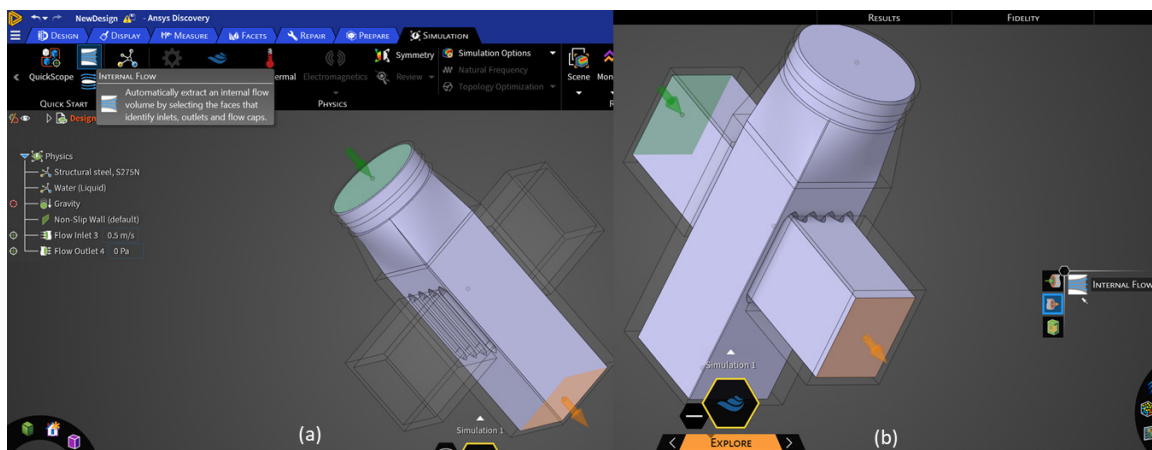 NewDesign - Ansys Discovery
DESIGN DISPLAY MEASURE FACETS REPAIR PREPARE SIMULATION
Symmetry
Simulation Options
QuickScope
ermal
Electromagnetics
Review
Natural Frequency
Topology Optimization
Scene
Mon
QUICK START
PHYSICS
R
INTERNAL FLOW
Automatically extract an internal flow
volume by selecting the faces that
identify inlets, outlets and flow caps.
Design
Physics
Structural steel, S275N
Water (Liquid)
Gravity
Non-Slip Wall (default)
Flow Inlet 3 0.5 m/s
Flow Outlet 4 0 Pa
Simulation 1
(a)
RESULTS FIDELITY
INTERNAL FLOW
Simulation 1
EXPLORE
(b)